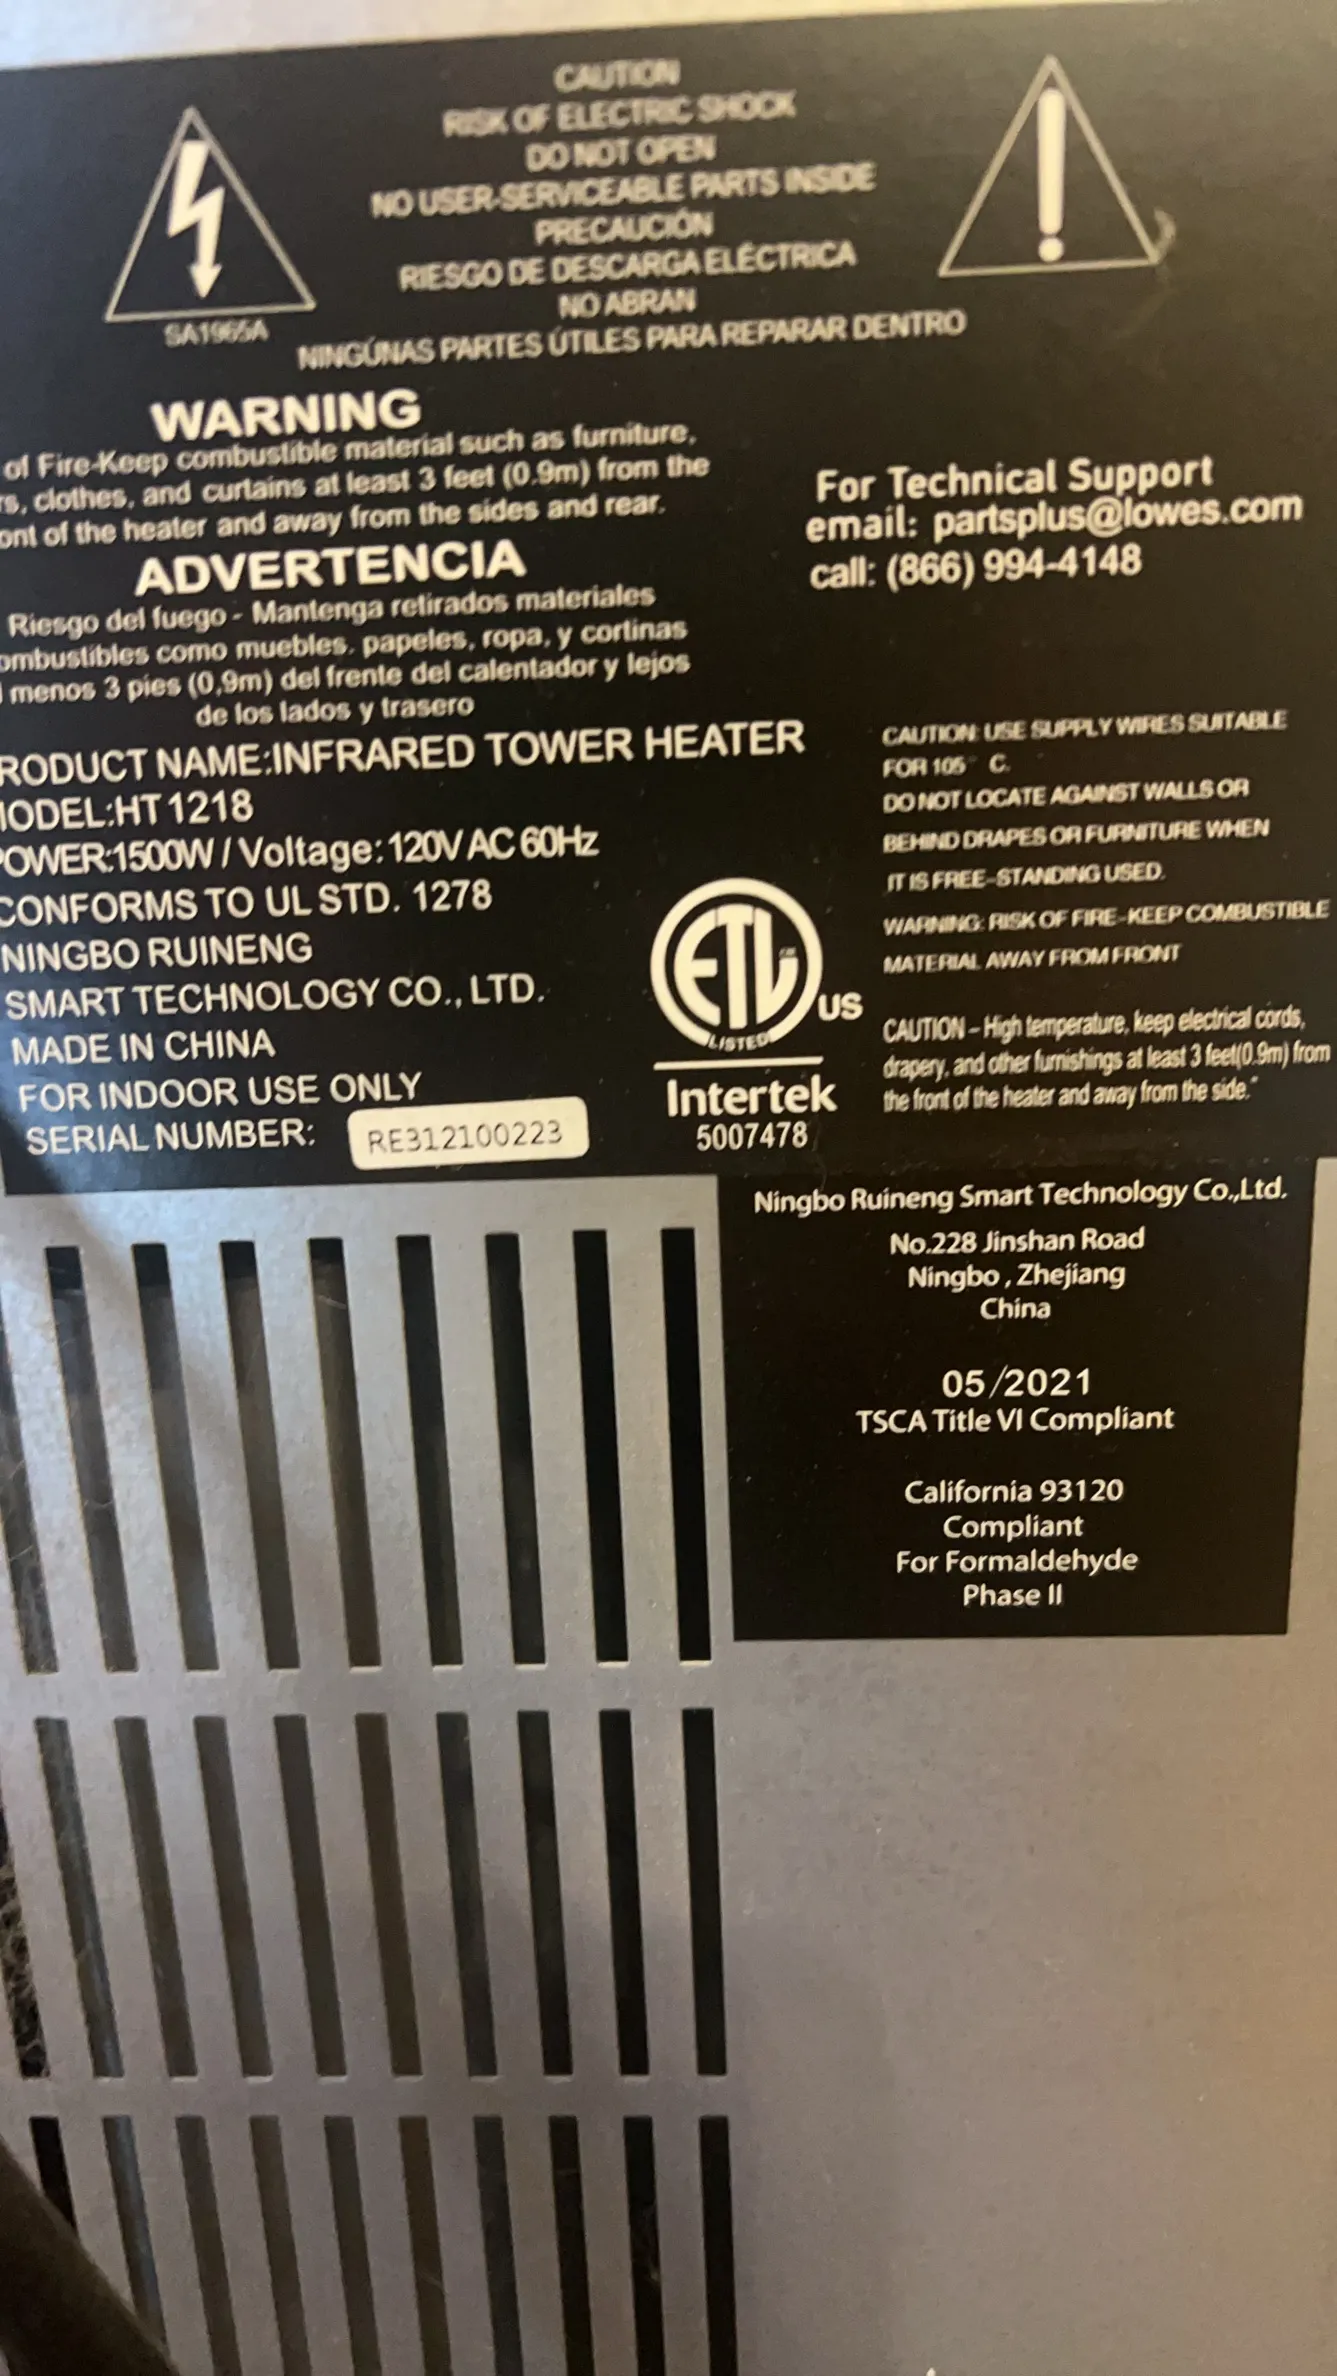 CAUTION
RISK OF ELECTRIC SHOCK
DO NOT OPEN
NO USER-SERVICEABLE PARTS INSIDE
PRECAUCIÓN
RIESGO DE DESCARGA ELÉCTRICA
NO ABRAN
NINGÚNAS PARTES ÚTILES PARA REPARAR DENTRO
SA1965A
WARNING
of Fire-Keep combustible material such as furniture,
rs, clothes, and curtains at least 3 feet (0.9m) from the
ont of the heater and away from the sides and rear.
ADVERTENCIA
Riesgo del fuego - Mantenga retirados materiales
ombustibles como muebles, papeles, ropa, y cortinas
l menos 3 pies (0,9m) del frente del calentador y lejos
de los lados y trasero
For Technical Support
email: partsplus@lowes.com
call: (866) 994-4148
RODUCT NAME:INFRARED TOWER HEATER
MODEL:HT1218
POWER:1500W / Voltage: 120V AC 60Hz
CONFORMS TO UL STD. 1278
NINGBO RUINENG
SMART TECHNOLOGY CO., LTD.
MADE IN CHINA
FOR INDOOR USE ONLY
SERIAL NUMBER: RE312100223
ETL
LISTED
US
Intertek
5007478
CAUTION: USE SUPPLY WIRES SUITABLE
FOR 105° C.
DO NOT LOCATE AGAINST WALLS OR
BEHIND DRAPES OR FURNITURE WHEN
IT IS FREE-STANDING USED.
WARNING: RISK OF FIRE-KEEP COMBUSTIBLE
MATERIAL AWAY FROM FRONT
CAUTION – High temperature, keep electrical cords,
drapery, and other furnishings at least 3 feet(0.9m) from
the front of the heater and away from the side."
Ningbo Ruineng Smart Technology Co.,Ltd.
No.228 Jinshan Road
Ningbo , Zhejiang
China
05/2021
TSCA Title VI Compliant
California 93120
Compliant
For Formaldehyde
Phase II